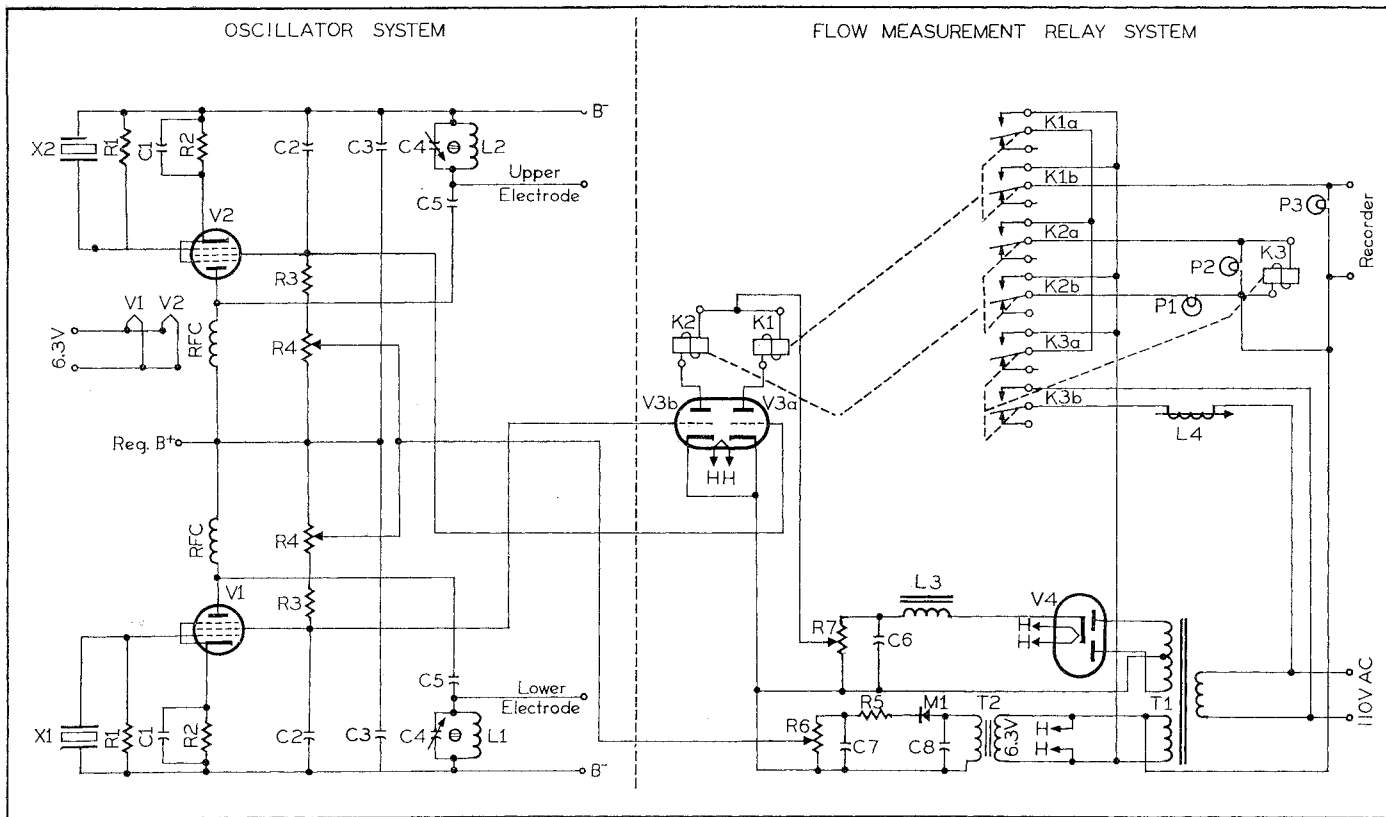 OSCILLATOR SYSTEM
FLOW MEASUREMENT RELAY SYSTEM
B-
X2
R1
C1
R2
C2
C3
C4
L2
Upper
Electrode
C5
V2
R3
V1 V2
6.3V
RFC
R4
Reg. B+
RFC
R4
V1
R3
C5
Lower
Electrode
X1
R1
C1
R2
C2
C3
C4
L1
B-
K1a
K1b
K2a
K2b
K3a
K3b
P3
P2
K3
P1
Recorder
L4
K2
K1
V3b
V3a
HH
L3
V4
R7
C6
H
H
R5
M1
T2
T1
R6
C7
C8
6.3V
H
H
110V AC